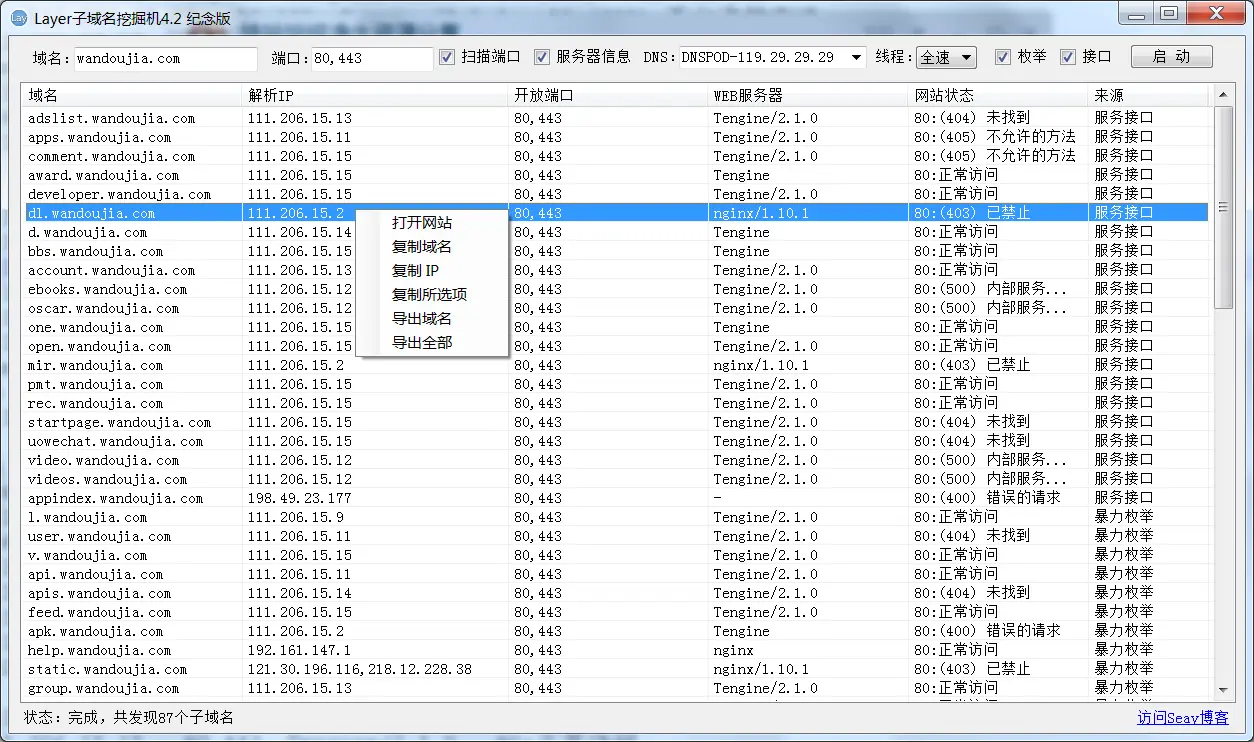 Lay Layer子域名挖掘机4.2 纪念版
域名: wandoujia.com 端口: 80,443 扫描端口 服务器信息 DNS: DNSPOD-119.29.29.29 线程: 全速 枚举 接口 启 动
域名 解析IP 开放端口 WEB服务器 网站状态 来源
adslist.wandoujia.com 111.206.15.13 80,443 Tengine/2.1.0 80:(404) 未找到 服务接口
apps.wandoujia.com 111.206.15.11 80,443 Tengine/2.1.0 80:(405) 不允许的方法 服务接口
comment.wandoujia.com 111.206.15.15 80,443 Tengine/2.1.0 80:(405) 不允许的方法 服务接口
award.wandoujia.com 111.206.15.15 80,443 Tengine 80:正常访问 服务接口
developer.wandoujia.com 111.206.15.15 80,443 Tengine/2.1.0 80:正常访问 服务接口
dl.wandoujia.com 111.206.15.2 80,443 nginx/1.10.1 80:(403) 已禁止 服务接口
d.wandoujia.com 111.206.15.14 80,443 Tengine 80:正常访问 服务接口
bbs.wandoujia.com 111.206.15.15 80,443 Tengine 80:正常访问 服务接口
account.wandoujia.com 111.206.15.13 80,443 Tengine/2.1.0 80:正常访问 服务接口
ebooks.wandoujia.com 111.206.15.12 80,443 Tengine/2.1.0 80:(500) 内部服务... 服务接口
oscar.wandoujia.com 111.206.15.12 80,443 Tengine/2.1.0 80:(500) 内部服务... 服务接口
one.wandoujia.com 111.206.15.15 80,443 Tengine 80:正常访问 服务接口
open.wandoujia.com 111.206.15.15 80,443 Tengine/2.1.0 80:正常访问 服务接口
打开网站
复制域名
复制 IP
复制所选项
导出域名
导出全部
mir.wandoujia.com 111.206.15.2 80,443 nginx/1.10.1 80:(403) 已禁止 服务接口
pmt.wandoujia.com 111.206.15.15 80,443 Tengine/2.1.0 80:正常访问 服务接口
rec.wandoujia.com 111.206.15.15 80,443 Tengine/2.1.0 80:正常访问 服务接口
startpage.wandoujia.com 111.206.15.15 80,443 Tengine/2.1.0 80:(404) 未找到 服务接口
uowechat.wandoujia.com 111.206.15.15 80,443 Tengine/2.1.0 80:(404) 未找到 服务接口
video.wandoujia.com 111.206.15.12 80,443 Tengine/2.1.0 80:(500) 内部服务... 服务接口
videos.wandoujia.com 111.206.15.12 80,443 Tengine/2.1.0 80:(500) 内部服务... 服务接口
appindex.wandoujia.com 198.49.23.177 80,443 - 80:(400) 错误的请求 服务接口
l.wandoujia.com 111.206.15.9 80,443 Tengine/2.1.0 80:正常访问 暴力枚举
user.wandoujia.com 111.206.15.11 80,443 Tengine/2.1.0 80:(404) 未找到 暴力枚举
v.wandoujia.com 111.206.15.15 80,443 Tengine/2.1.0 80:正常访问 暴力枚举
api.wandoujia.com 111.206.15.11 80,443 Tengine/2.1.0 80:正常访问 暴力枚举
apis.wandoujia.com 111.206.15.14 80,443 Tengine/2.1.0 80:(404) 未找到 暴力枚举
feed.wandoujia.com 111.206.15.15 80,443 Tengine/2.1.0 80:正常访问 暴力枚举
apk.wandoujia.com 111.206.15.2 80,443 Tengine 80:(400) 错误的请求 暴力枚举
help.wandoujia.com 192.161.147.1 80,443 nginx 80:正常访问 暴力枚举
static.wandoujia.com 121.30.196.116,218.12.228.38 80,443 nginx/1.10.1 80:(403) 已禁止 暴力枚举
group.wandoujia.com 111.206.15.13 80,443 Tengine/2.1.0 80:正常访问 暴力枚举
状态: 完成，共发现87个子域名 访问Seay博客